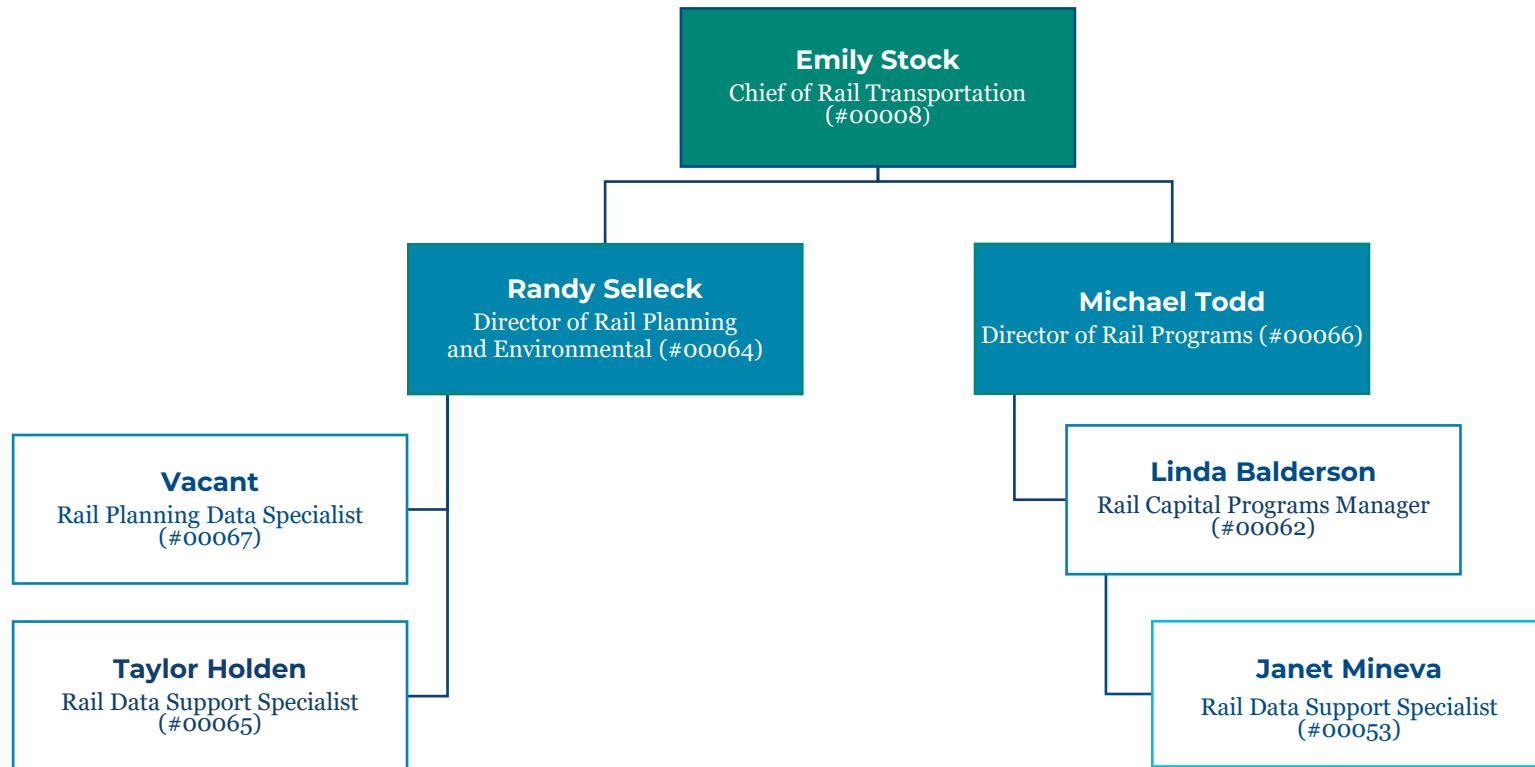 Emily Stock
Chief of Rail Transportation
(#00008)
Randy Selleck
Director of Rail Planning
and Environmental (#00064)
Michael Todd
Director of Rail Programs (#00066)
Vacant
Rail Planning Data Specialist
(#00067)
Linda Balderson
Rail Capital Programs Manager
(#00062)
Taylor Holden
Rail Data Support Specialist
(#00065)
Janet Mineva
Rail Data Support Specialist
(#00053)